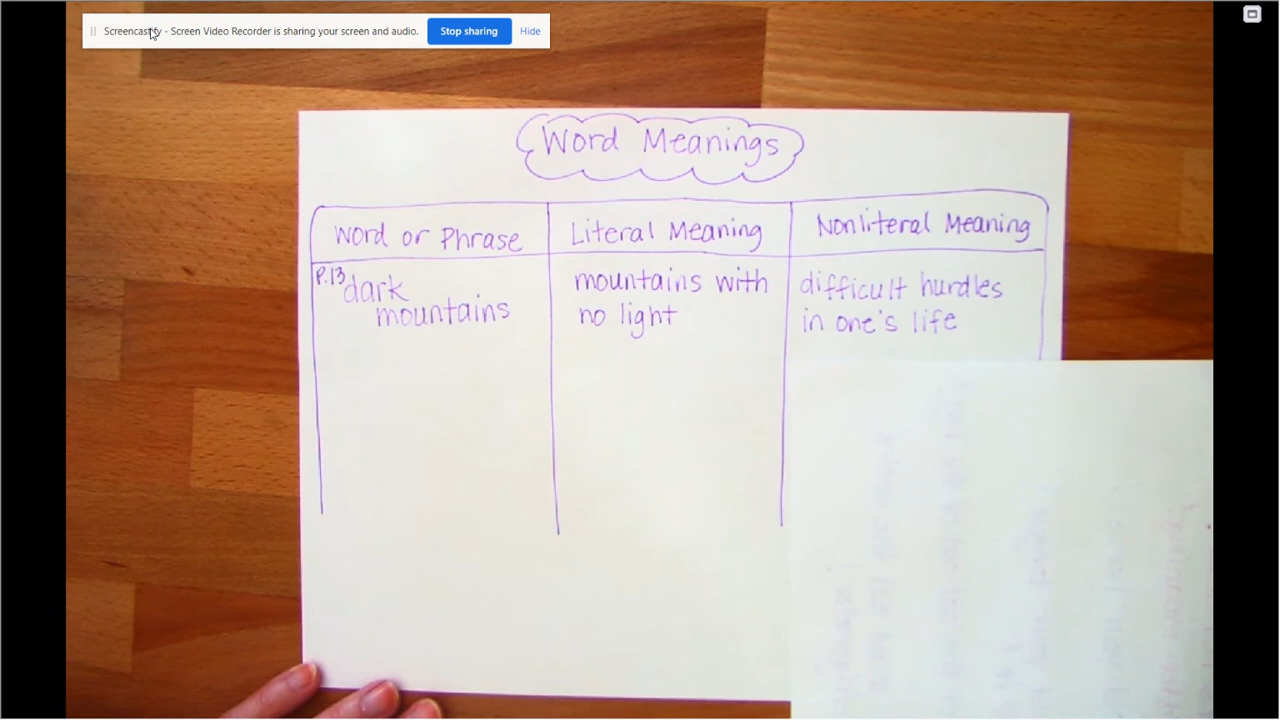 Screencastify - Screen Video Recorder is sharing your screen and audio.
Stop sharing
Hide
Word Meanings
Word or Phrase
Literal Meaning
Nonliteral Meaning
P.13 dark
mountains
mountains with
no light
difficult hurdles
in one's life